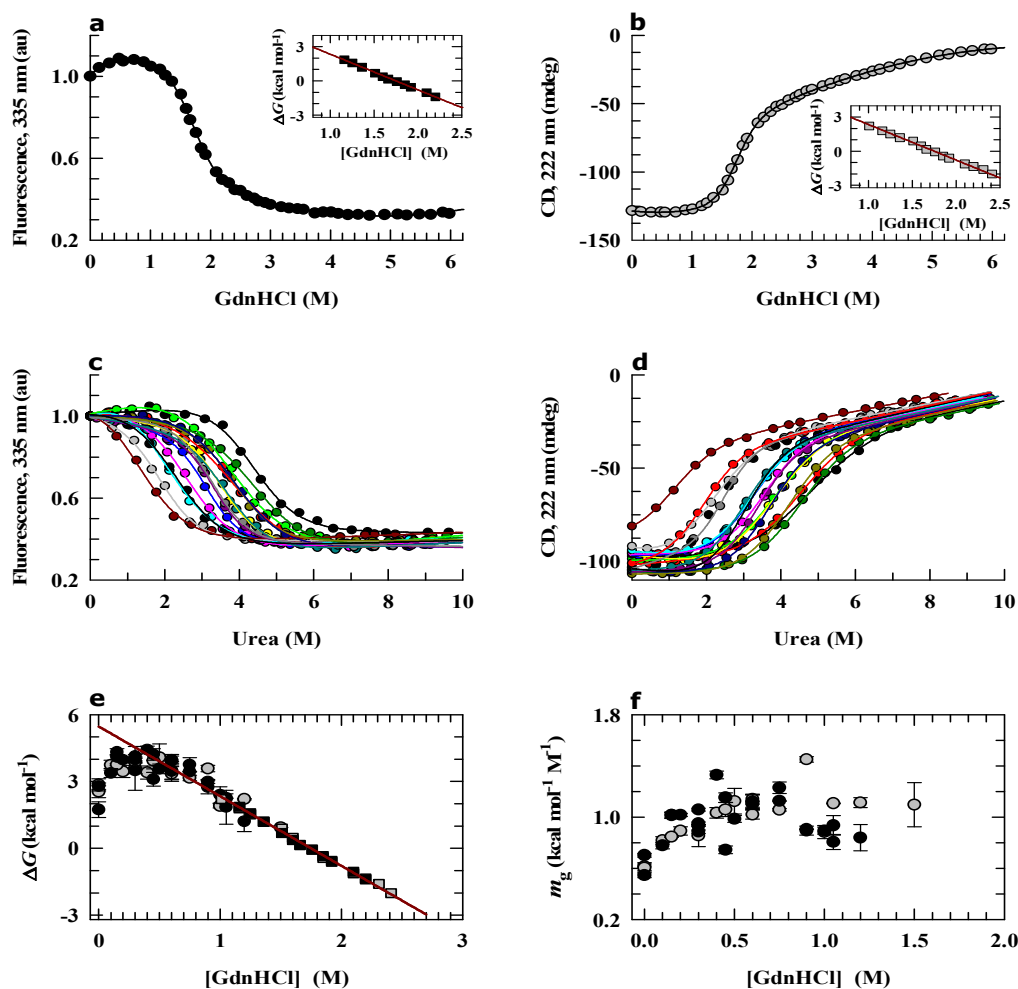 a
Fluorescence, 335 nm (au)
1.0
0.6
0.2
0 1 2 3 4 5 6
GdnHCl (M)
ΔG (kcal mol⁻¹)
3
0
-3
1.0 1.5 2.0 2.5
[GdnHCl] (M)
b
CD, 222 nm (mdeg)
0
-50
-100
-150
0 1 2 3 4 5 6
GdnHCl (M)
ΔG (kcal mol⁻¹)
3
0
-3
1.0 1.5 2.0 2.5
[GdnHCl] (M)
c
Fluorescence, 335 nm (au)
1.0
0.6
0.2
0 2 4 6 8 10
Urea (M)
d
CD, 222 nm (mdeg)
0
-50
-100
0 2 4 6 8 10
Urea (M)
e
ΔG (kcal mol⁻¹)
6
3
0
-3
0 1 2 3
[GdnHCl] (M)
f
m<sub>g</sub> (kcal mol⁻¹ M⁻¹)
1.8
1.0
0.2
0.0 0.5 1.0 1.5 2.0
[GdnHCl] (M)